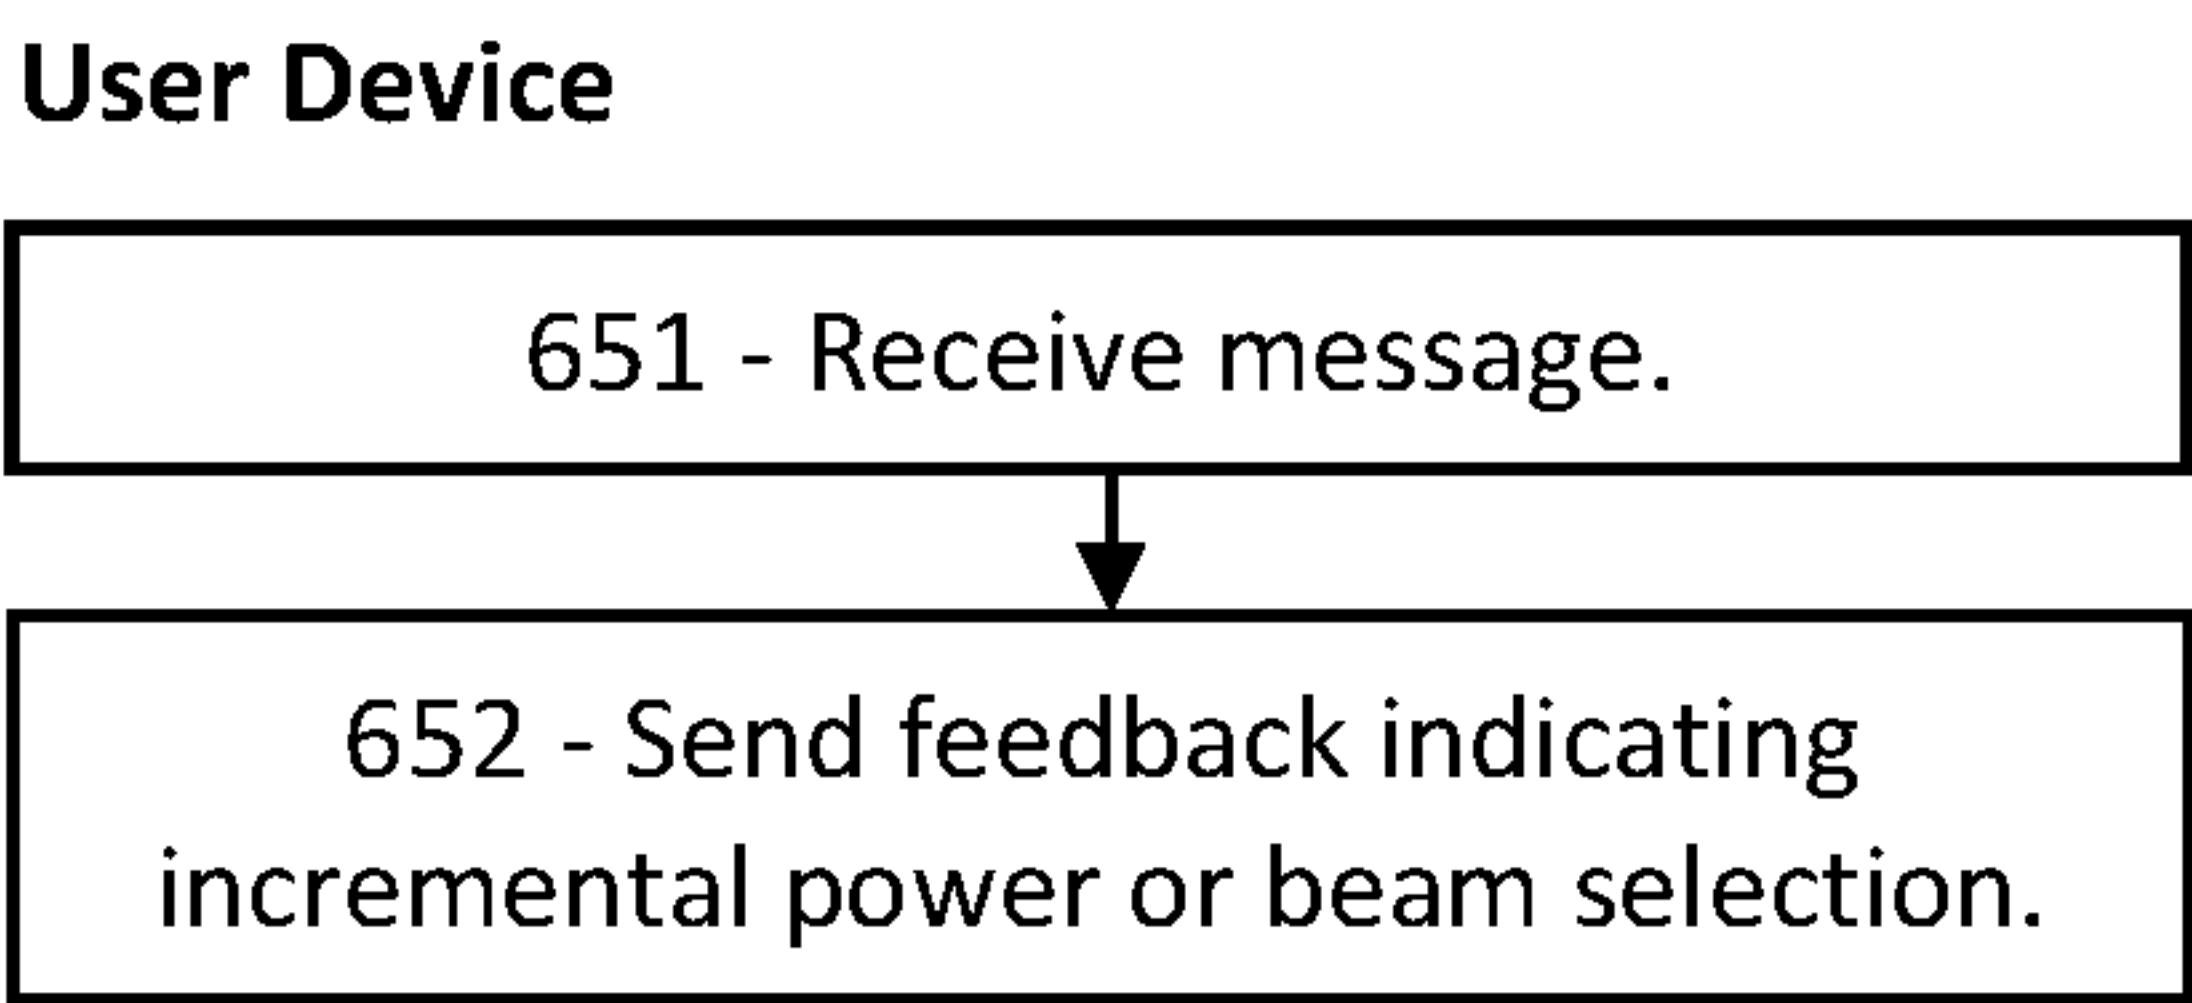 User Device
651 - Receive message.
652 - Send feedback indicating
incremental power or beam selection.